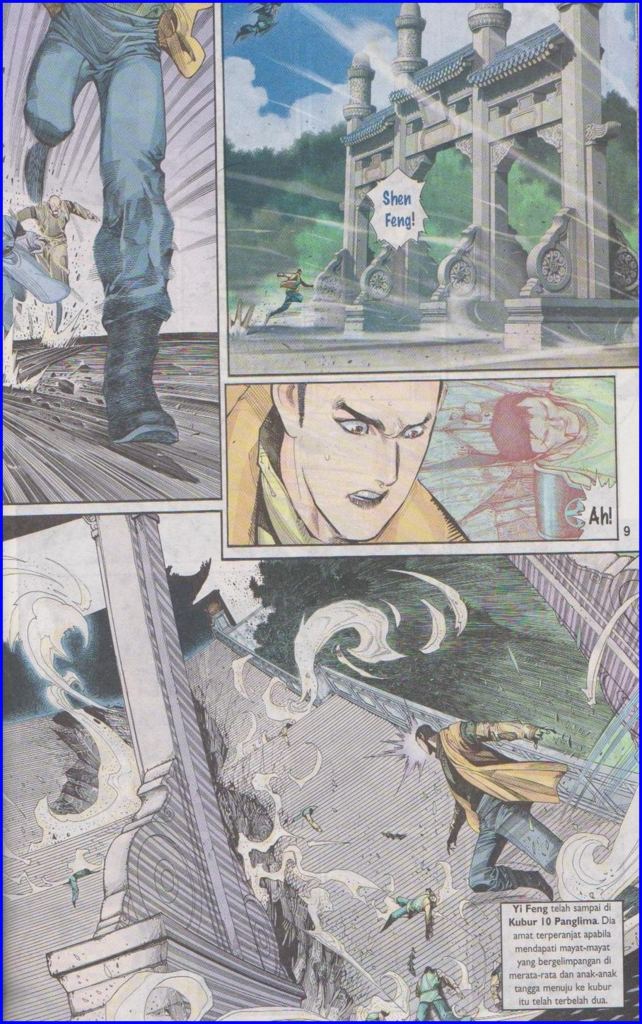 Shen
Feng!
Ah!
9
Yi Feng telah sampai di
Kubur 10 Panglima. Dia
amat terperanjat apabila
mendapati mayat-mayat
yang bergelimpangan di
merata-rata dan anak-anak
tangga menuju ke kubur
itu telah terbelah dua.